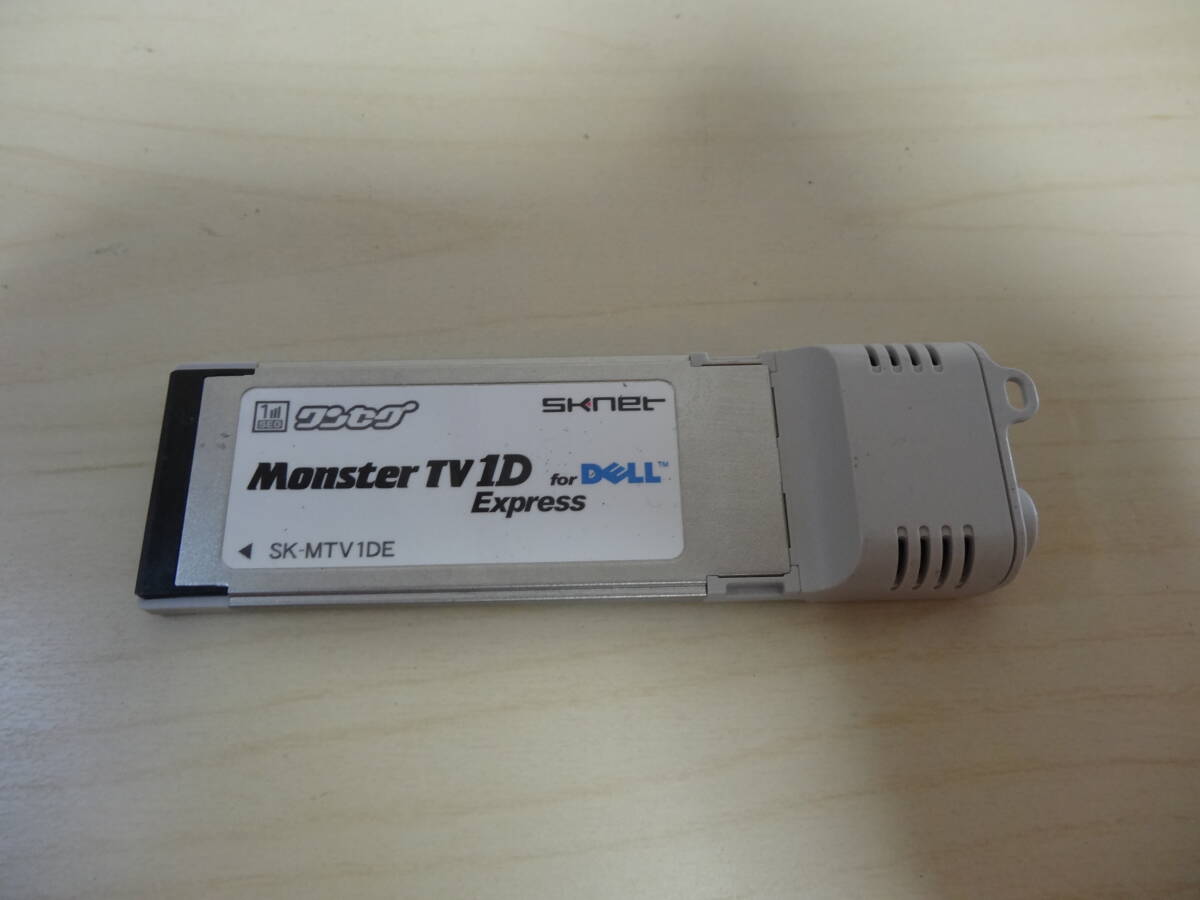 1SEG ワンセグ
SKNET
Monster TV 1D for DELL™
Express
◀ SK-MTV1DE